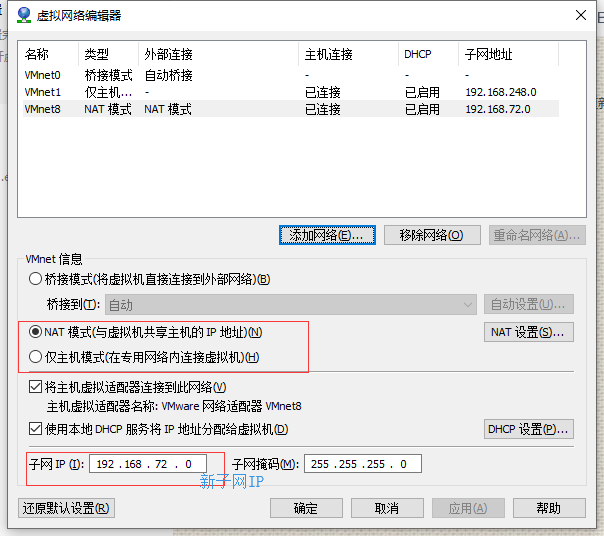 虚拟网络编辑器
名称 类型 外部连接 主机连接 DHCP 子网地址
VMnet0 桥接模式 自动桥接 - - -
VMnet1 仅主机... - 已连接 已启用 192.168.248.0
VMnet8 NAT 模式 NAT 模式 已连接 已启用 192.168.72.0
添加网络(E)... 移除网络(O) 重命名网络(A)...
VMnet 信息
桥接模式(将虚拟机直接连接到外部网络)(B)
桥接到(T): 自动 自动设置(U)...
NAT 模式(与虚拟机共享主机的 IP 地址)(N) NAT 设置(S)...
仅主机模式(在专用网络内连接虚拟机)(H)
将主机虚拟适配器连接到此网络(V)
主机虚拟适配器名称: VMware 网络适配器 VMnet8
使用本地 DHCP 服务将 IP 地址分配给虚拟机(D) DHCP 设置(P)...
子网 IP (I): 192 . 168 . 72 . 0 子网掩码(M): 255 . 255 . 255 . 0
新子网IP
还原默认设置(R) 确定 取消 应用(A) 帮助